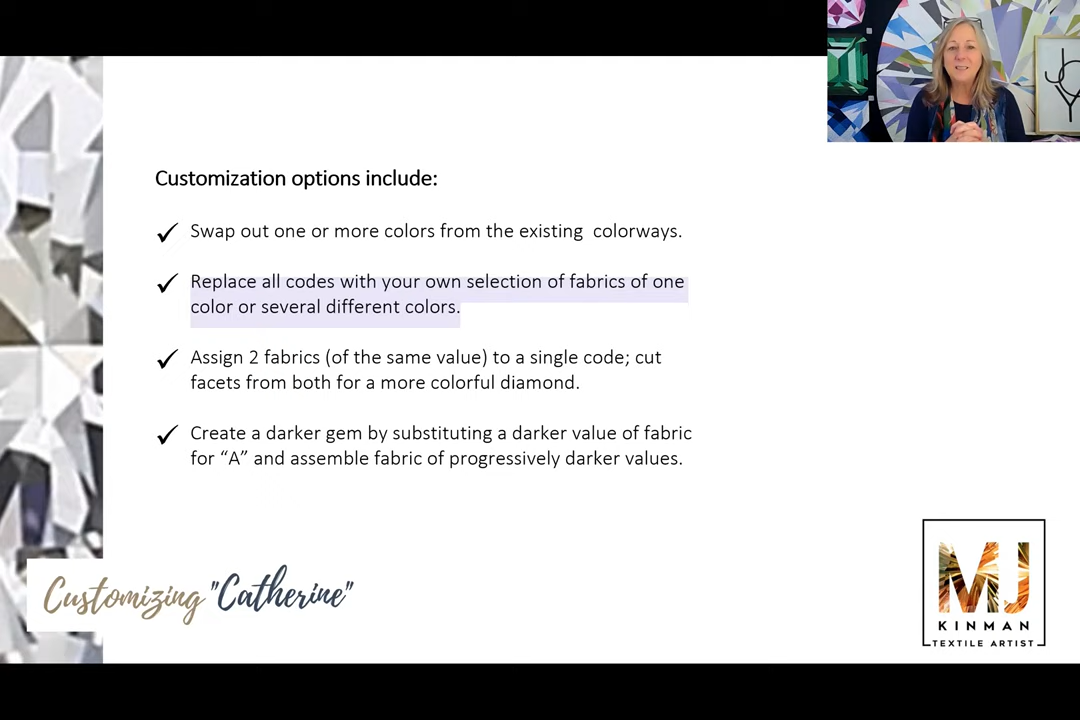 Customization options include:
Swap out one or more colors from the existing colorways.
Replace all codes with your own selection of fabrics of one
color or several different colors.
Assign 2 fabrics (of the same value) to a single code; cut
facets from both for a more colorful diamond.
Create a darker gem by substituting a darker value of fabric
for “A” and assemble fabric of progressively darker values.
Customizing "Catherine"
MJ
KINMAN
TEXTILE ARTIST
JOY